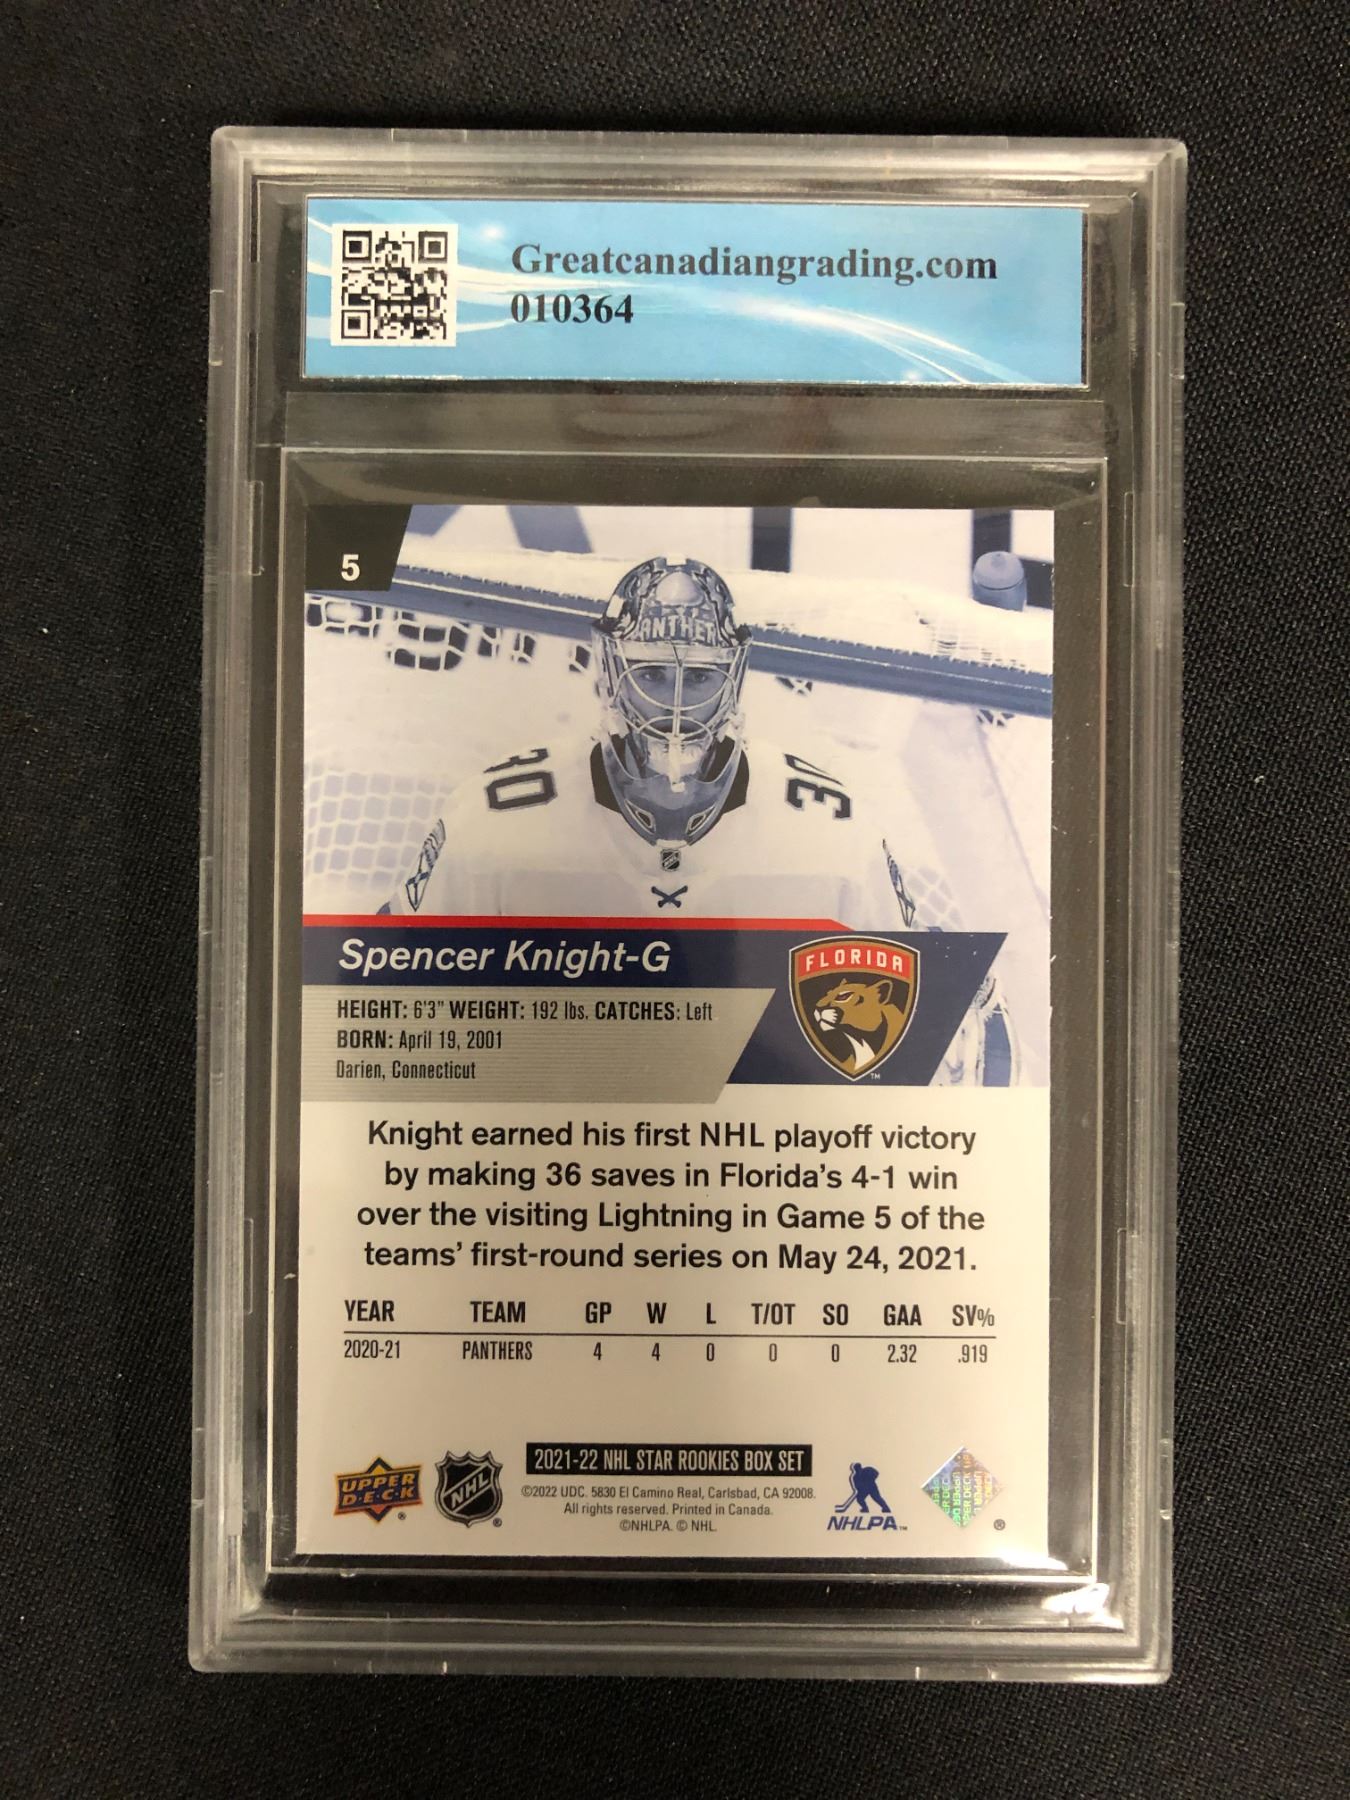 Greatcanadiangrading.com
010364
5
PANTHER
30
30
Spencer Knight-G
FLORIDA
TM
HEIGHT: 6'3" WEIGHT: 192 lbs. CATCHES: Left
BORN: April 19, 2001
Darien, Connecticut
Knight earned his first NHL playoff victory
by making 36 saves in Florida's 4-1 win
over the visiting Lightning in Game 5 of the
teams' first-round series on May 24, 2021.
YEAR TEAM GP W L T/OT SO GAA SV%
2020-21 PANTHERS 4 4 0 0 0 2.32 .919
UPPER
D·E·C·K
®
NHL
®
2021-22 NHL STAR ROOKIES BOX SET
©2022 UDC. 5830 El Camino Real, Carlsbad, CA 92008.
All rights reserved. Printed in Canada.
©NHLPA. © NHL.
NHLPA™
®